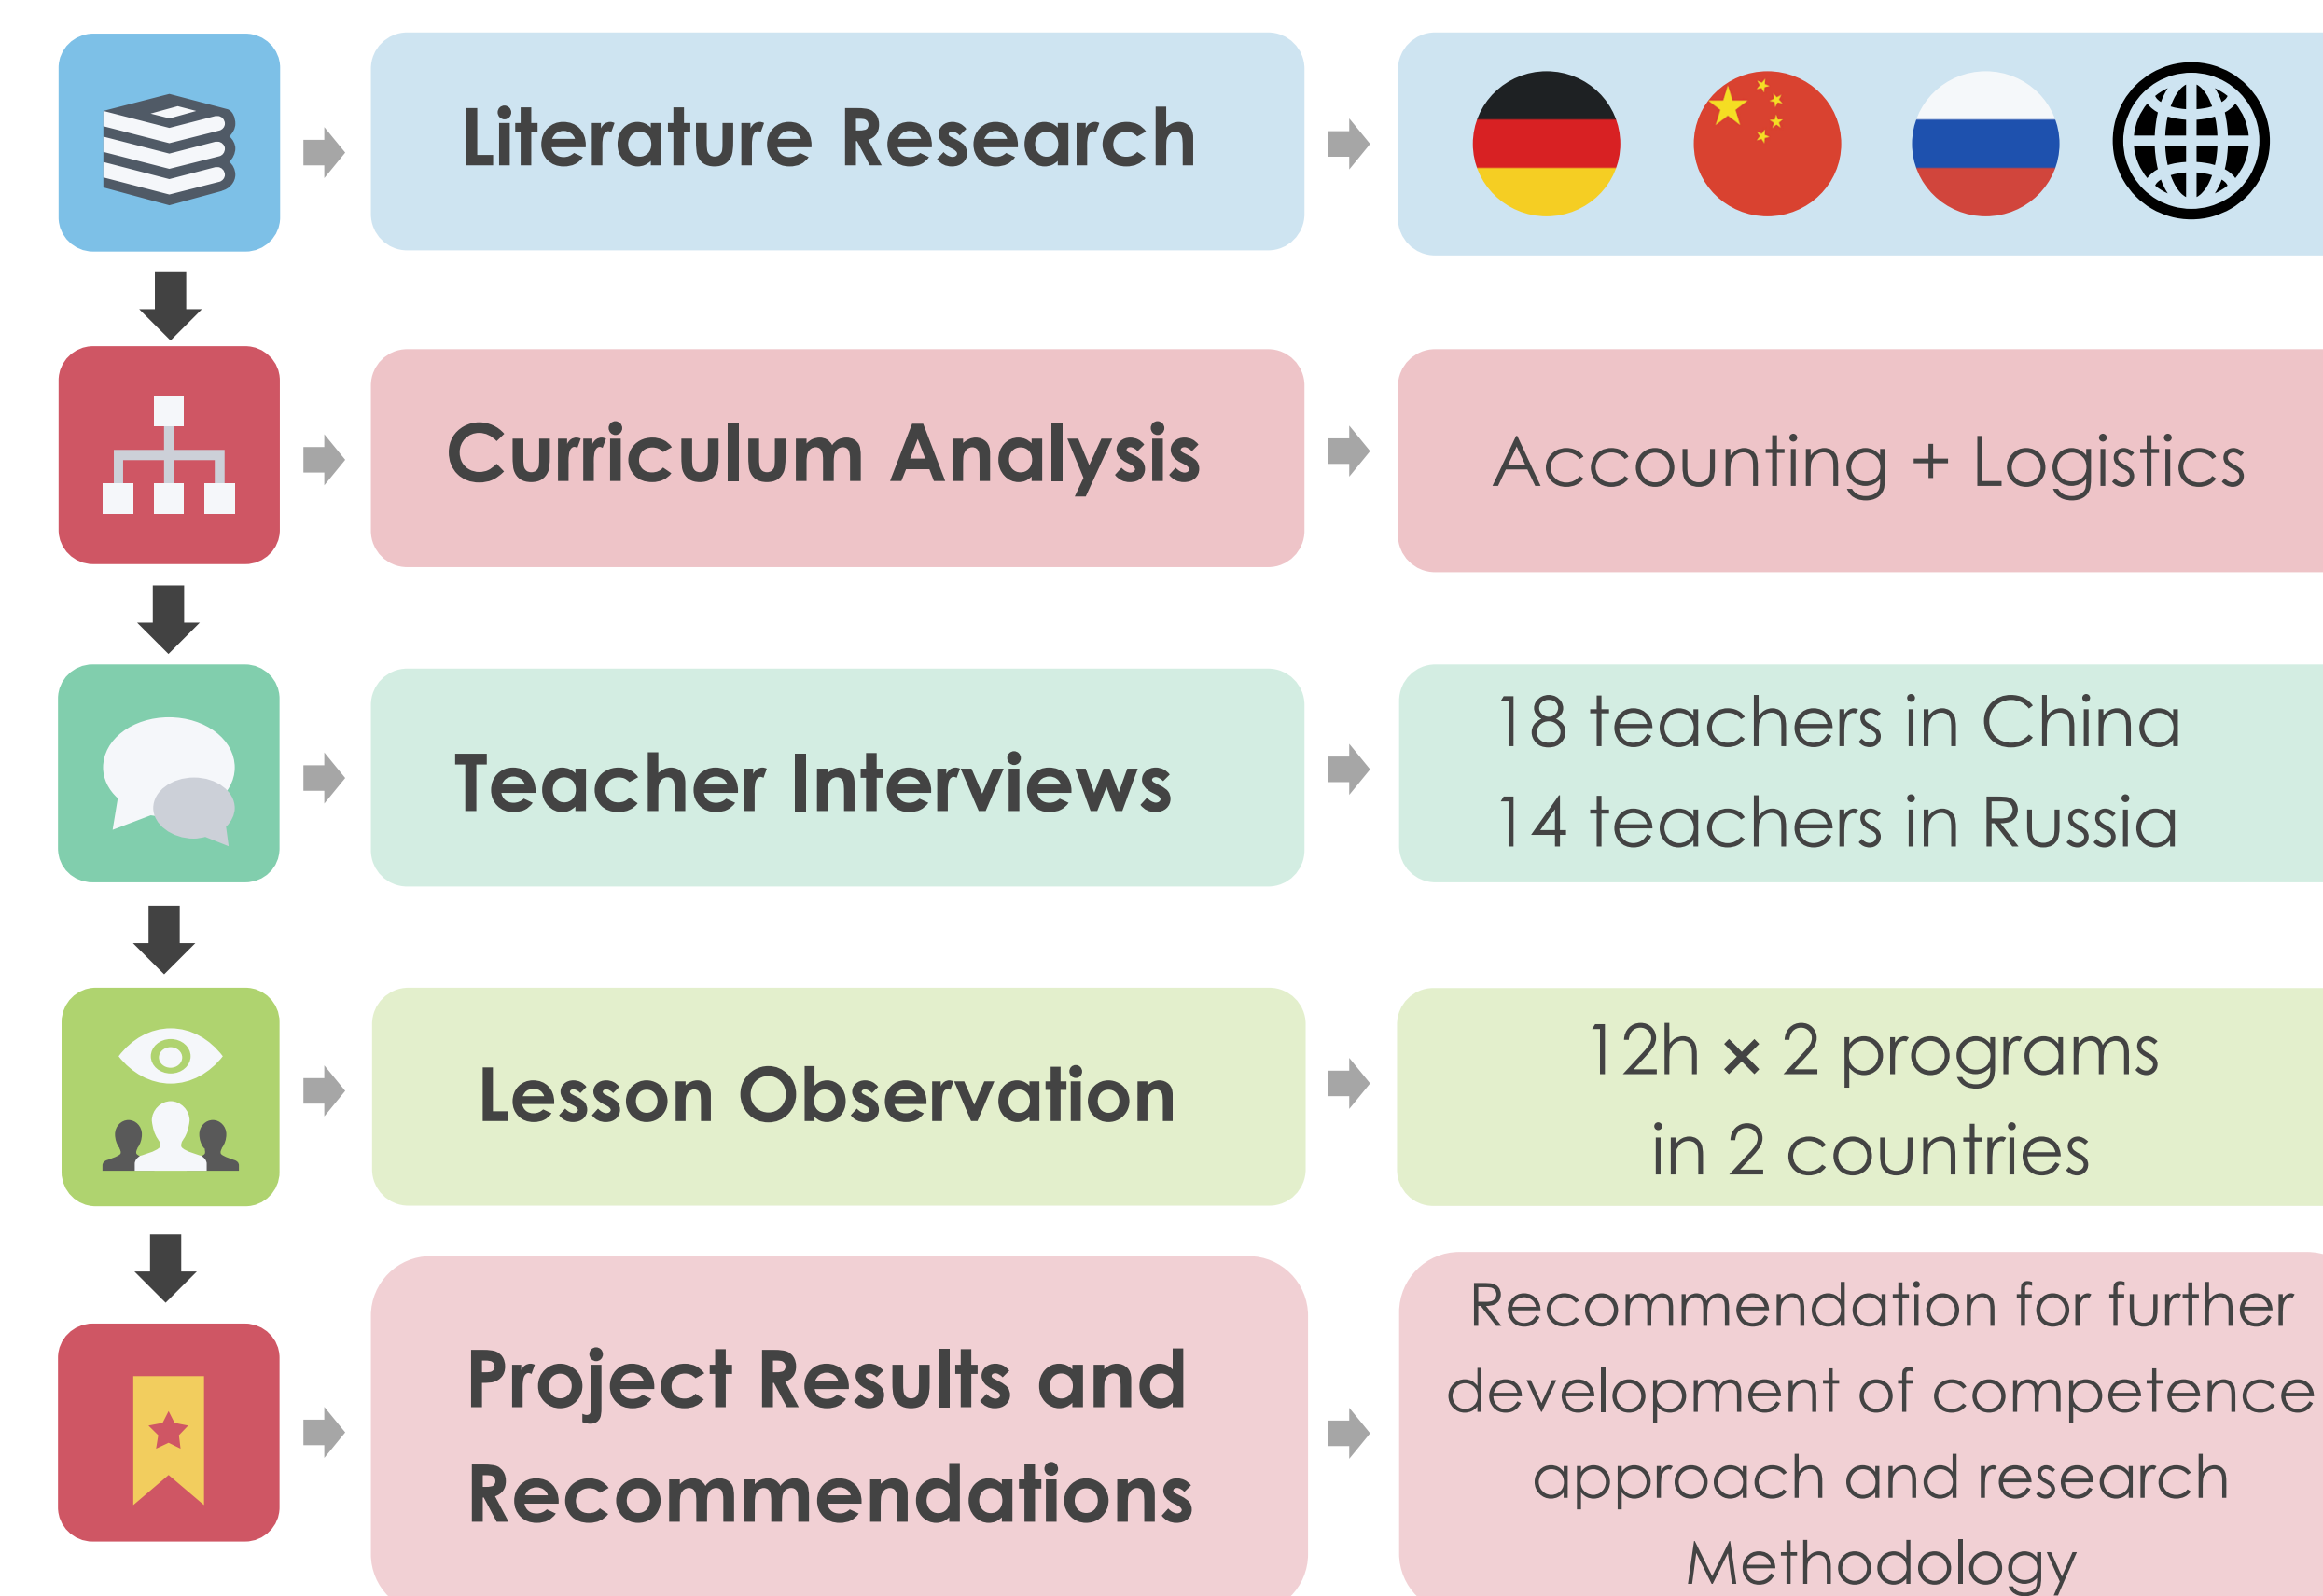 Literature Research
Curriculum Analysis
Accounting + Logistics
Teacher Interviews
18 teachers in China
14 teacher in Russia
Lesson Observation
12h × 2 programs
in 2 countries
Project Results and
Recommendations
Recommendation for further
development of competence
approach and research
Methodology